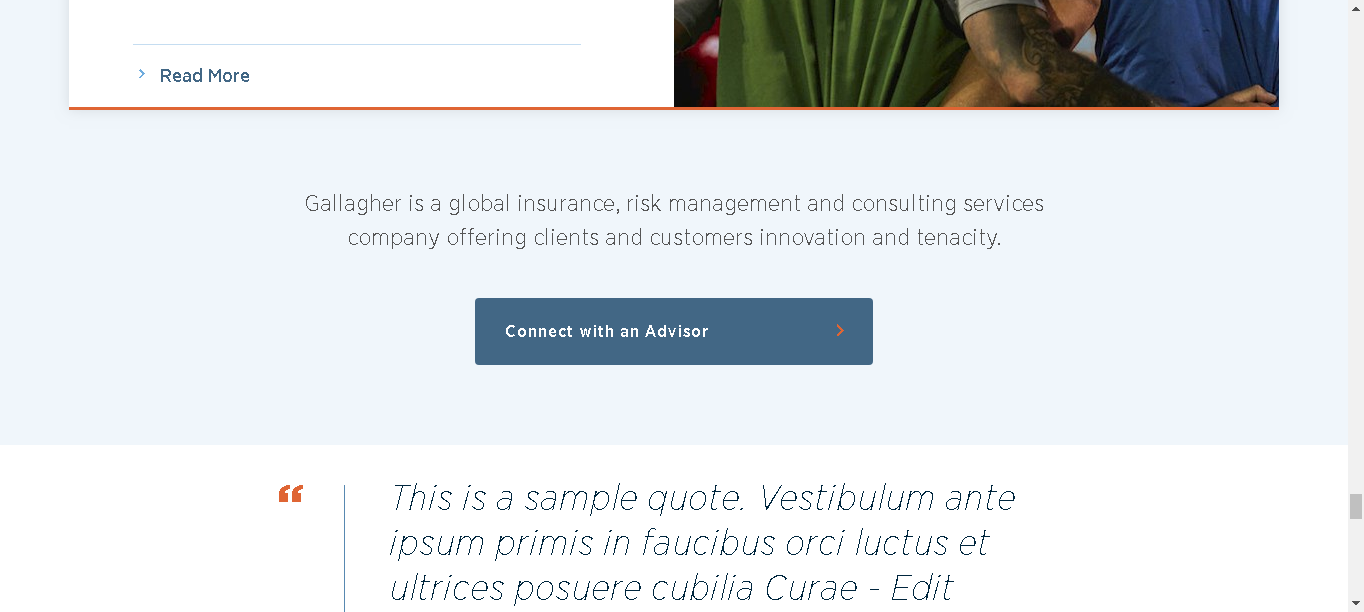 Read More
Gallagher is a global insurance, risk management and consulting services
company offering clients and customers innovation and tenacity.
Connect with an Advisor
“
This is a sample quote. Vestibulum ante
ipsum primis in faucibus orci luctus et
ultrices posuere cubilia Curae - Edit